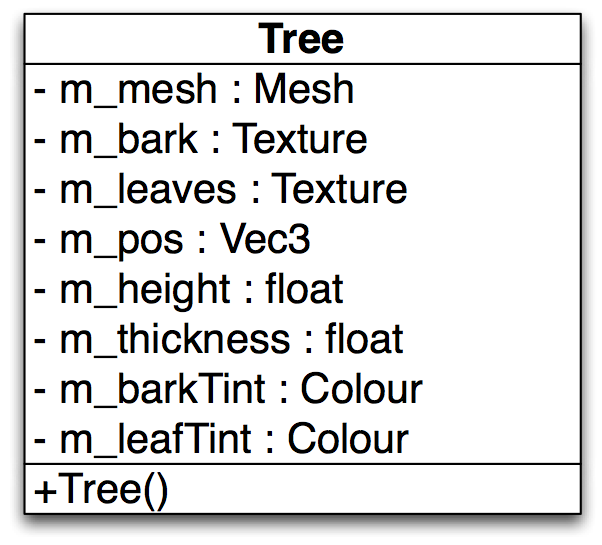 Tree
- m_mesh : Mesh
- m_bark : Texture
- m_leaves : Texture
- m_pos : Vec3
- m_height : float
- m_thickness : float
- m_barkTint : Colour
- m_leafTint : Colour
+Tree()